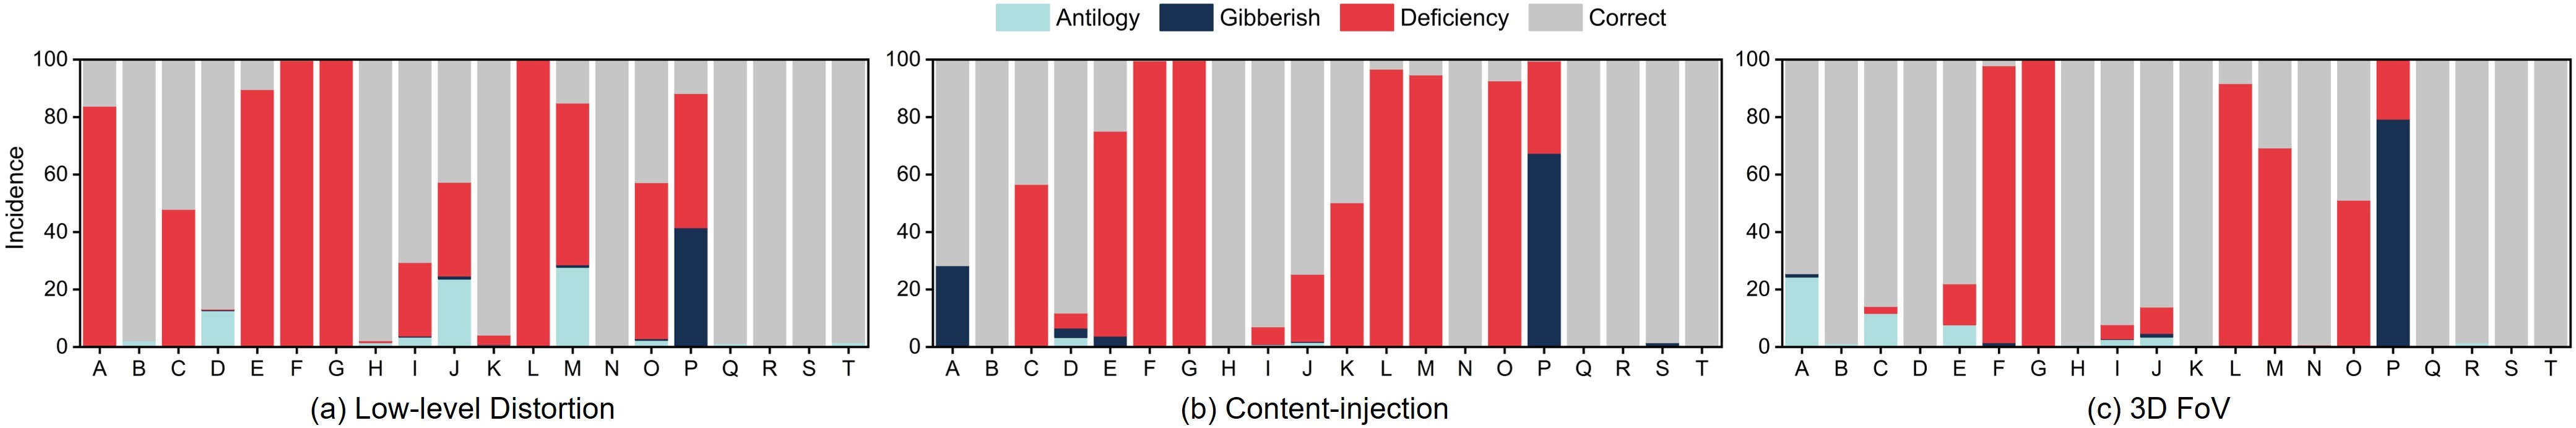 Antilogy Gibberish Deficiency Correct
Incidence
100 80 60 40 20 0
A B C D E F G H I J K L M N O P Q R S T
(a) Low-level Distortion
100 80 60 40 20 0
A B C D E F G H I J K L M N O P Q R S T
(b) Content-injection
100 80 60 40 20 0
A B C D E F G H I J K L M N O P Q R S T
(c) 3D FoV